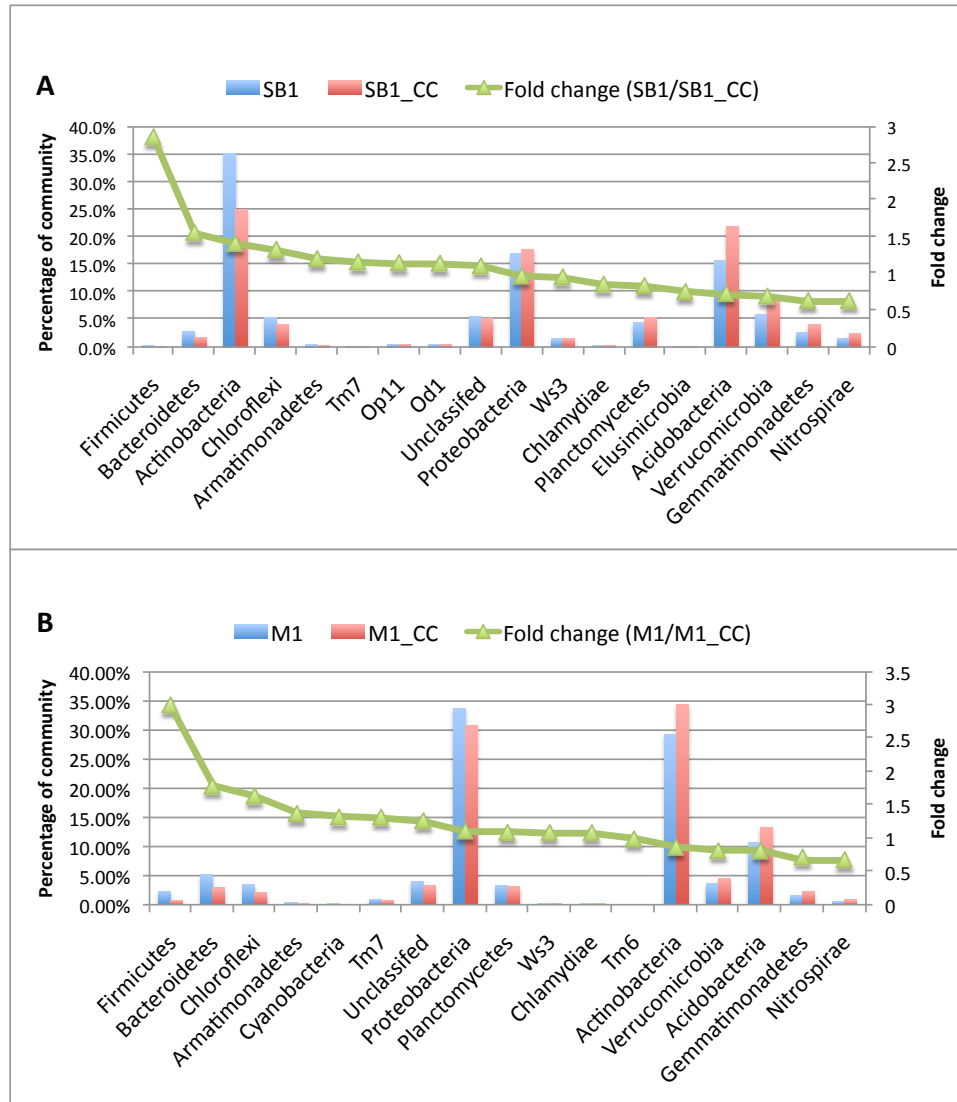 A
SB1 SB1_CC Fold change (SB1/SB1_CC)
Percentage of community
40.0%
35.0%
30.0%
25.0%
20.0%
15.0%
10.0%
5.0%
0.0%
3
2.5
2
1.5
1
0.5
0
Fold change
Firmicutes
Bacteroidetes
Actinobacteria
Chloroflexi
Armatimonadetes
Tm7
Op11
Od1
Unclassifed
Proteobacteria
Ws3
Chlamydiae
Planctomycetes
Elusimicrobia
Acidobacteria
Verrucomicrobia
Gemmatimonadetes
Nitrospirae
B
M1 M1_CC Fold change (M1/M1_CC)
Percentage of community
40.00%
35.00%
30.00%
25.00%
20.00%
15.00%
10.00%
5.00%
0.00%
3.5
3
2.5
2
1.5
1
0.5
0
Fold change
Firmicutes
Bacteroidetes
Chloroflexi
Armatimonadetes
Cyanobacteria
Tm7
Unclassifed
Proteobacteria
Planctomycetes
Ws3
Chlamydiae
Tm6
Actinobacteria
Verrucomicrobia
Acidobacteria
Gemmatimonadetes
Nitrospirae